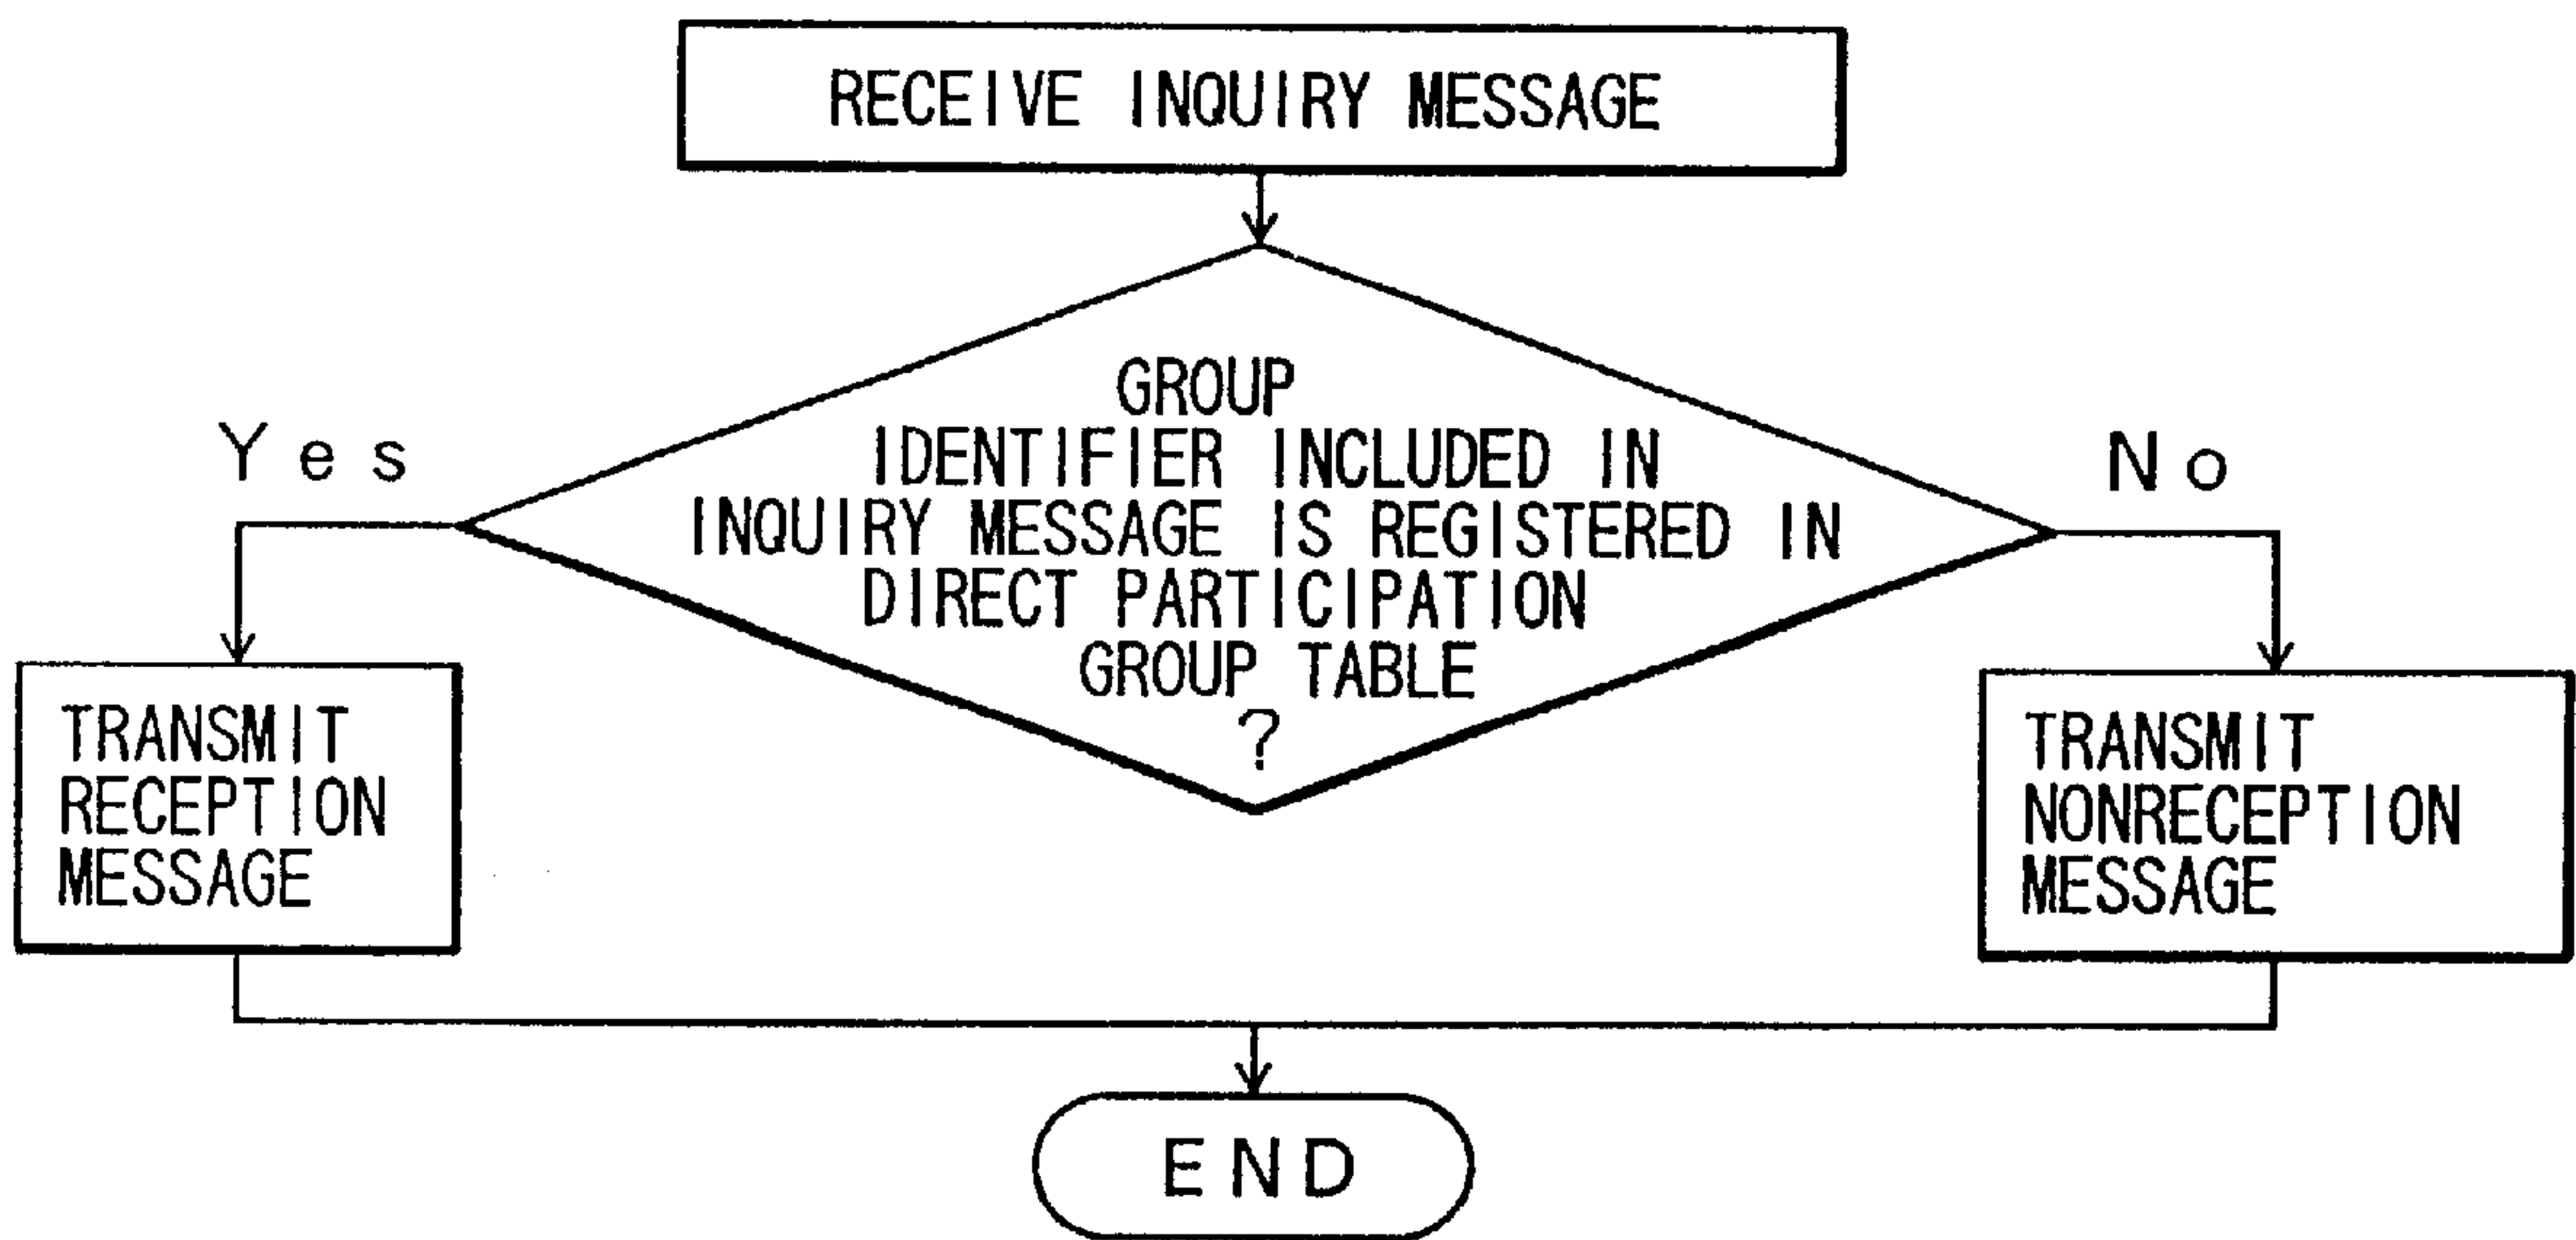 RECEIVE INQUIRY MESSAGE
GROUP
IDENTIFIER INCLUDED IN
INQUIRY MESSAGE IS REGISTERED IN
DIRECT PARTICIPATION
GROUP TABLE
?
Yes
No
TRANSMIT
RECEPTION
MESSAGE
TRANSMIT
NONRECEPTION
MESSAGE
END